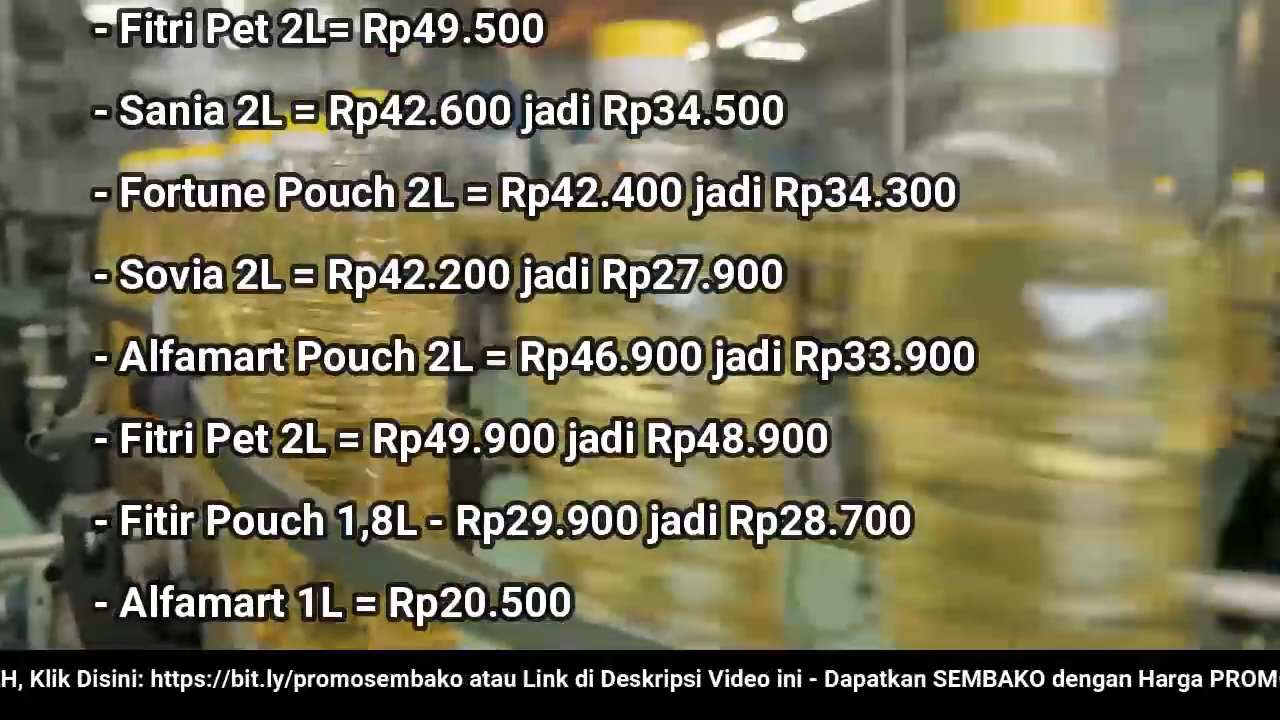 - Fitri Pet 2L= Rp49.500
- Sania 2L = Rp42.600 jadi Rp34.500
- Fortune Pouch 2L = Rp42.400 jadi Rp34.300
- Sovia 2L = Rp42.200 jadi Rp27.900
- Alfamart Pouch 2L = Rp46.900 jadi Rp33.900
- Fitri Pet 2L = Rp49.900 jadi Rp48.900
- Fitir Pouch 1,8L - Rp29.900 jadi Rp28.700
- Alfamart 1L = Rp20.500
H, Klik Disini: https://bit.ly/promosembako atau Link di Deskripsi Video ini - Dapatkan SEMBAKO dengan Harga PROM